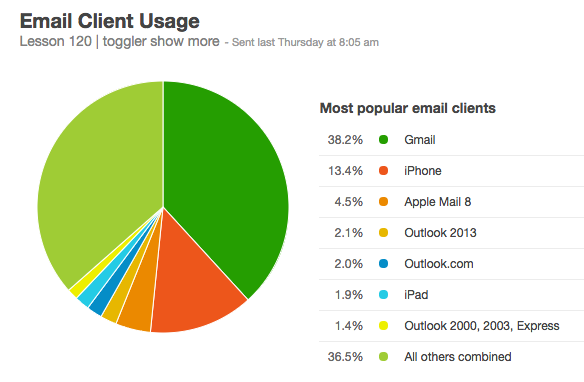 Email Client Usage
Lesson 120 | toggler show more - Sent last Thursday at 8:05 am
Most popular email clients
38.2% Gmail
13.4% iPhone
4.5% Apple Mail 8
2.1% Outlook 2013
2.0% Outlook.com
1.9% iPad
1.4% Outlook 2000, 2003, Express
36.5% All others combined